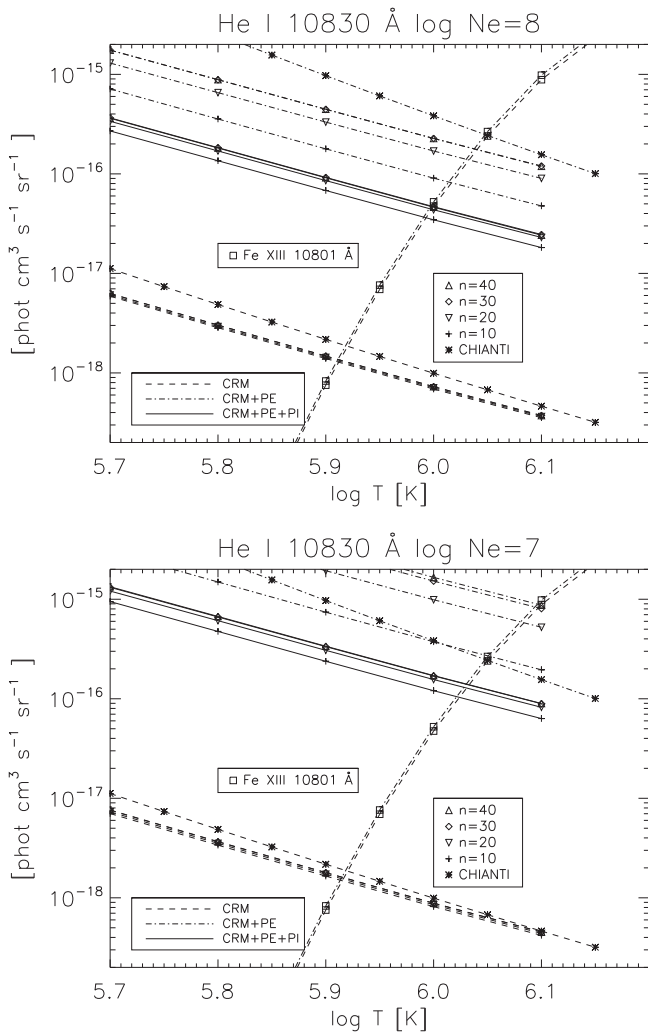 He I 10830 Å log Ne=8
10⁻¹⁵
10⁻¹⁶
10⁻¹⁷
10⁻¹⁸
[phot cm³ s⁻¹ sr⁻¹ ]
□ Fe XIII 10801 Å
△ n=40
◇ n=30
▽ n=20
+ n=10
✳ CHIANTI
CRM
CRM+PE
CRM+PE+PI
5.7 5.8 5.9 6.0 6.1
log T [K]
He I 10830 Å log Ne=7
10⁻¹⁵
10⁻¹⁶
10⁻¹⁷
10⁻¹⁸
[phot cm³ s⁻¹ sr⁻¹ ]
□ Fe XIII 10801 Å
△ n=40
◇ n=30
▽ n=20
+ n=10
✳ CHIANTI
CRM
CRM+PE
CRM+PE+PI
5.7 5.8 5.9 6.0 6.1
log T [K]